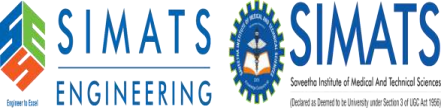 SIMATS
ENGINEERING
Engineer to Excel
SIMATS
Saveetha Institute of Medical And Technical Sciences
(Declared as Deemed to be University under Section 3 of UGC Act 1956)